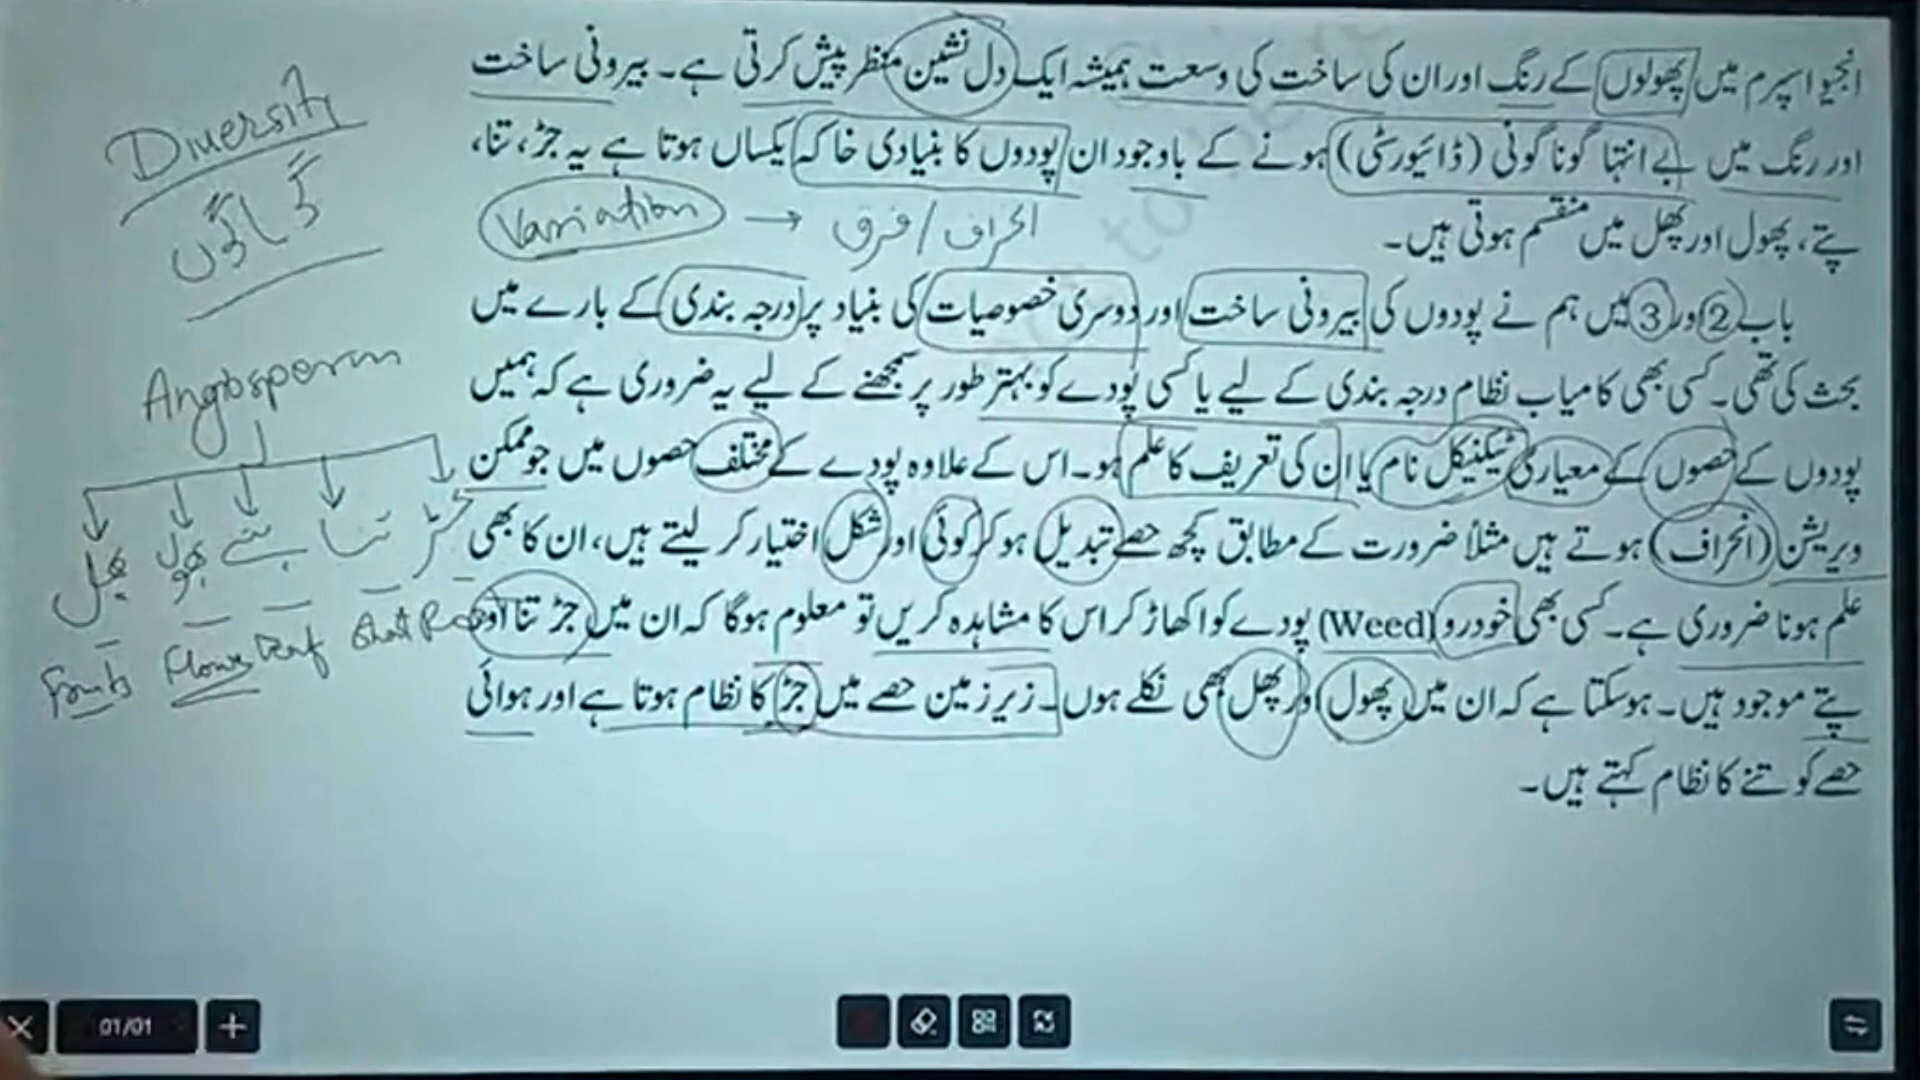 انجیو اسپرم میں پھولوں کے رنگ اور ان کی ساخت کی وسعت ہمیشہ ایک دل نشین منظر پیش کرتی ہے۔ بیرونی ساخت
اور رنگ میں بے انتہا گوناگونی (ڈائیورسٹی) ہونے کے باوجود ان پودوں کا بنیادی خاکہ یکساں ہوتا ہے یہ جڑ، تنا،
پتے، پھول اور پھل میں منقسم ہوتی ہیں۔
Variation → انحراف / فرق
باب 2 اور 3 میں ہم نے پودوں کی بیرونی ساخت اور دوسری خصوصیات کی بنیاد پر درجہ بندی کے بارے میں
بحث کی تھی۔ کسی بھی کامیاب نظام درجہ بندی کے لیے یا کسی پودے کو بہتر طور پر سمجھنے کے لیے یہ ضروری ہے کہ ہمیں
پودوں کے حصوں کے معیاری ٹیکنیکل نام یا ان کی تعریف کا علم ہو۔ اس کے علاوہ پودے کے مختلف حصوں میں جو ممکن
ویریشن (انحراف) ہوتے ہیں مثلاً ضرورت کے مطابق کچھ حصے تبدیل ہو کر کوئی اور شکل اختیار کر لیتے ہیں، ان کا بھی
علم ہونا ضروری ہے۔ کسی بھی خودرو (Weed) پودے کو اکھاڑ کر اس کا مشاہدہ کریں تو معلوم ہوگا کہ ان میں جڑ تنا اور
پتے موجود ہیں۔ ہوسکتا ہے کہ ان میں پھول اور پھل بھی نکلے ہوں۔ زیر زمین حصے میں جڑ کا نظام ہوتا ہے اور ہوائی
حصے کو تنے کا نظام کہتے ہیں۔
Diversity
Angiosperm
جڑ تنا پتے پھول پھل
Fruits Flower Leaf
01/01